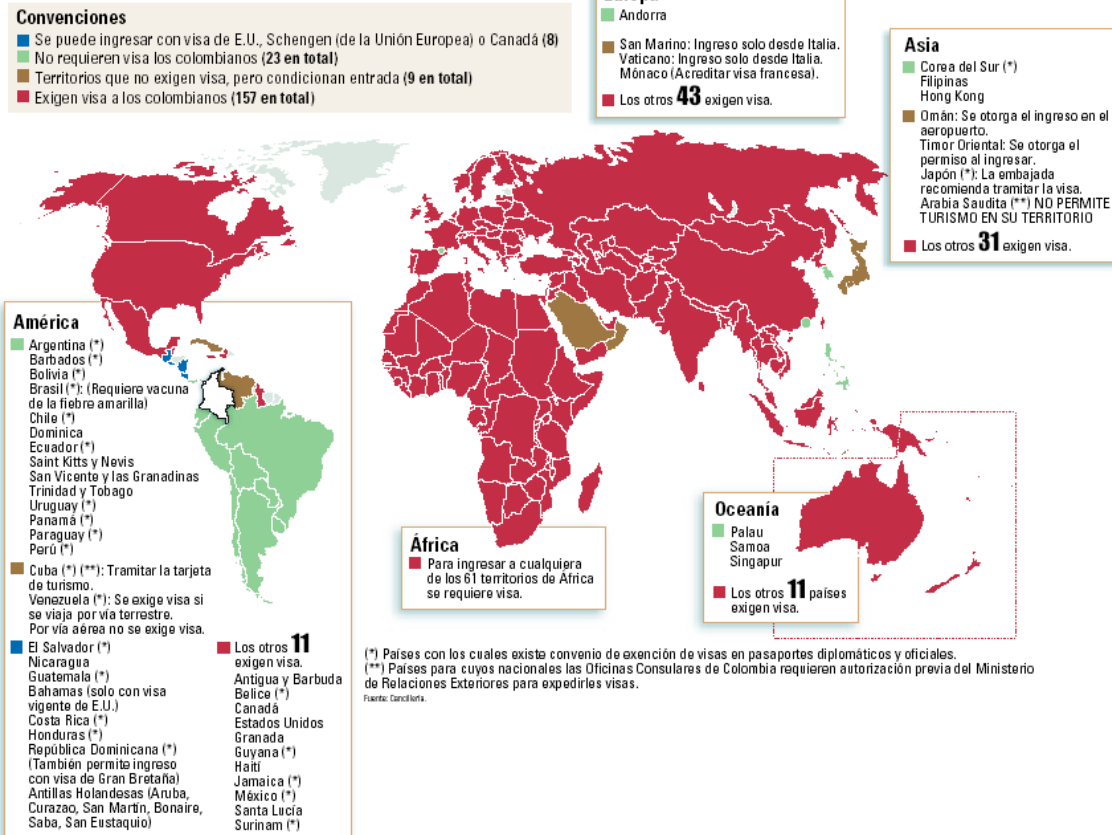 Convenciones
Se puede ingresar con visa de E.U., Schengen (de la Unión Europea) o Canadá (8)
No requieren visa los colombianos (23 en total)
Territorios que no exigen visa, pero condicionan entrada (9 en total)
Exigen visa a los colombianos (157 en total)
Andorra
San Marino: Ingreso solo desde Italia.
Vaticano: Ingreso solo desde Italia.
Mónaco (Acreditar visa francesa).
Los otros 43 exigen visa.
Asia
Corea del Sur (*)
Filipinas
Hong Kong
Omán: Se otorga el ingreso en el
aeropuerto.
Timor Oriental: Se otorga el
permiso al ingresar.
Japón (*): La embajada
recomienda tramitar la visa.
Arabia Saudita (**) NO PERMITE
TURISMO EN SU TERRITORIO
Los otros 31 exigen visa.
América
Argentina (*)
Barbados (*)
Bolivia (*)
Brasil (*): (Requiere vacuna
de la fiebre amarilla)
Chile (*)
Dominica
Ecuador (*)
Saint Kitts y Nevis
San Vicente y las Granadinas
Trinidad y Tobago
Uruguay (*)
Panamá (*)
Paraguay (*)
Perú (*)
Cuba (*) (**): Tramitar la tarjeta
de turismo.
Venezuela (*): Se exige visa si
se viaja por vía terrestre.
Por vía aérea no se exige visa.
El Salvador (*)
Nicaragua
Guatemala (*)
Bahamas (solo con visa
vigente de E.U.)
Costa Rica (*)
Honduras (*)
República Dominicana (*)
(También permite ingreso
con visa de Gran Bretaña)
Antillas Holandesas (Aruba,
Curazao, San Martín, Bonaire,
Saba, San Eustaquio)
Los otros 11
exigen visa.
Antigua y Barbuda
Belice (*)
Canadá
Estados Unidos
Granada
Guyana (*)
Haití
Jamaica (*)
México (*)
Santa Lucía
Surinam (*)
África
Para ingresar a cualquiera
de los 61 territorios de África
se requiere visa.
Oceanía
Palau
Samoa
Singapur
Los otros 11 países
exigen visa.
(*) Países con los cuales existe convenio de exención de visas en pasaportes diplomáticos y oficiales.
(**) Países para cuyos nacionales las Oficinas Consulares de Colombia requieren autorización previa del Ministerio
de Relaciones Exteriores para expedirles visas.
Fuente: Cancillería.